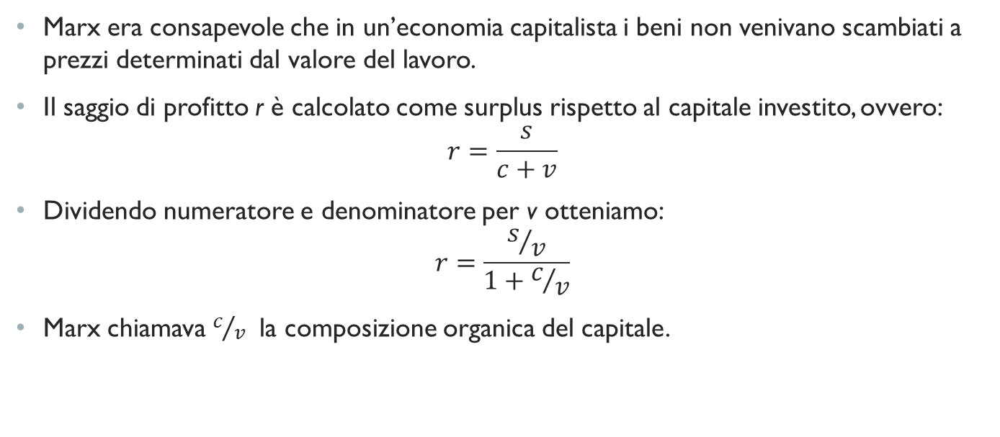 • Marx era consapevole che in un’economia capitalista i beni non venivano scambiati a
prezzi determinati dal valore del lavoro.
• Il saggio di profitto r è calcolato come surplus rispetto al capitale investito, ovvero:
r = s / (c + v)
• Dividendo numeratore e denominatore per v otteniamo:
r = (s/v) / (1 + c/v)
• Marx chiamava c/v la composizione organica del capitale.